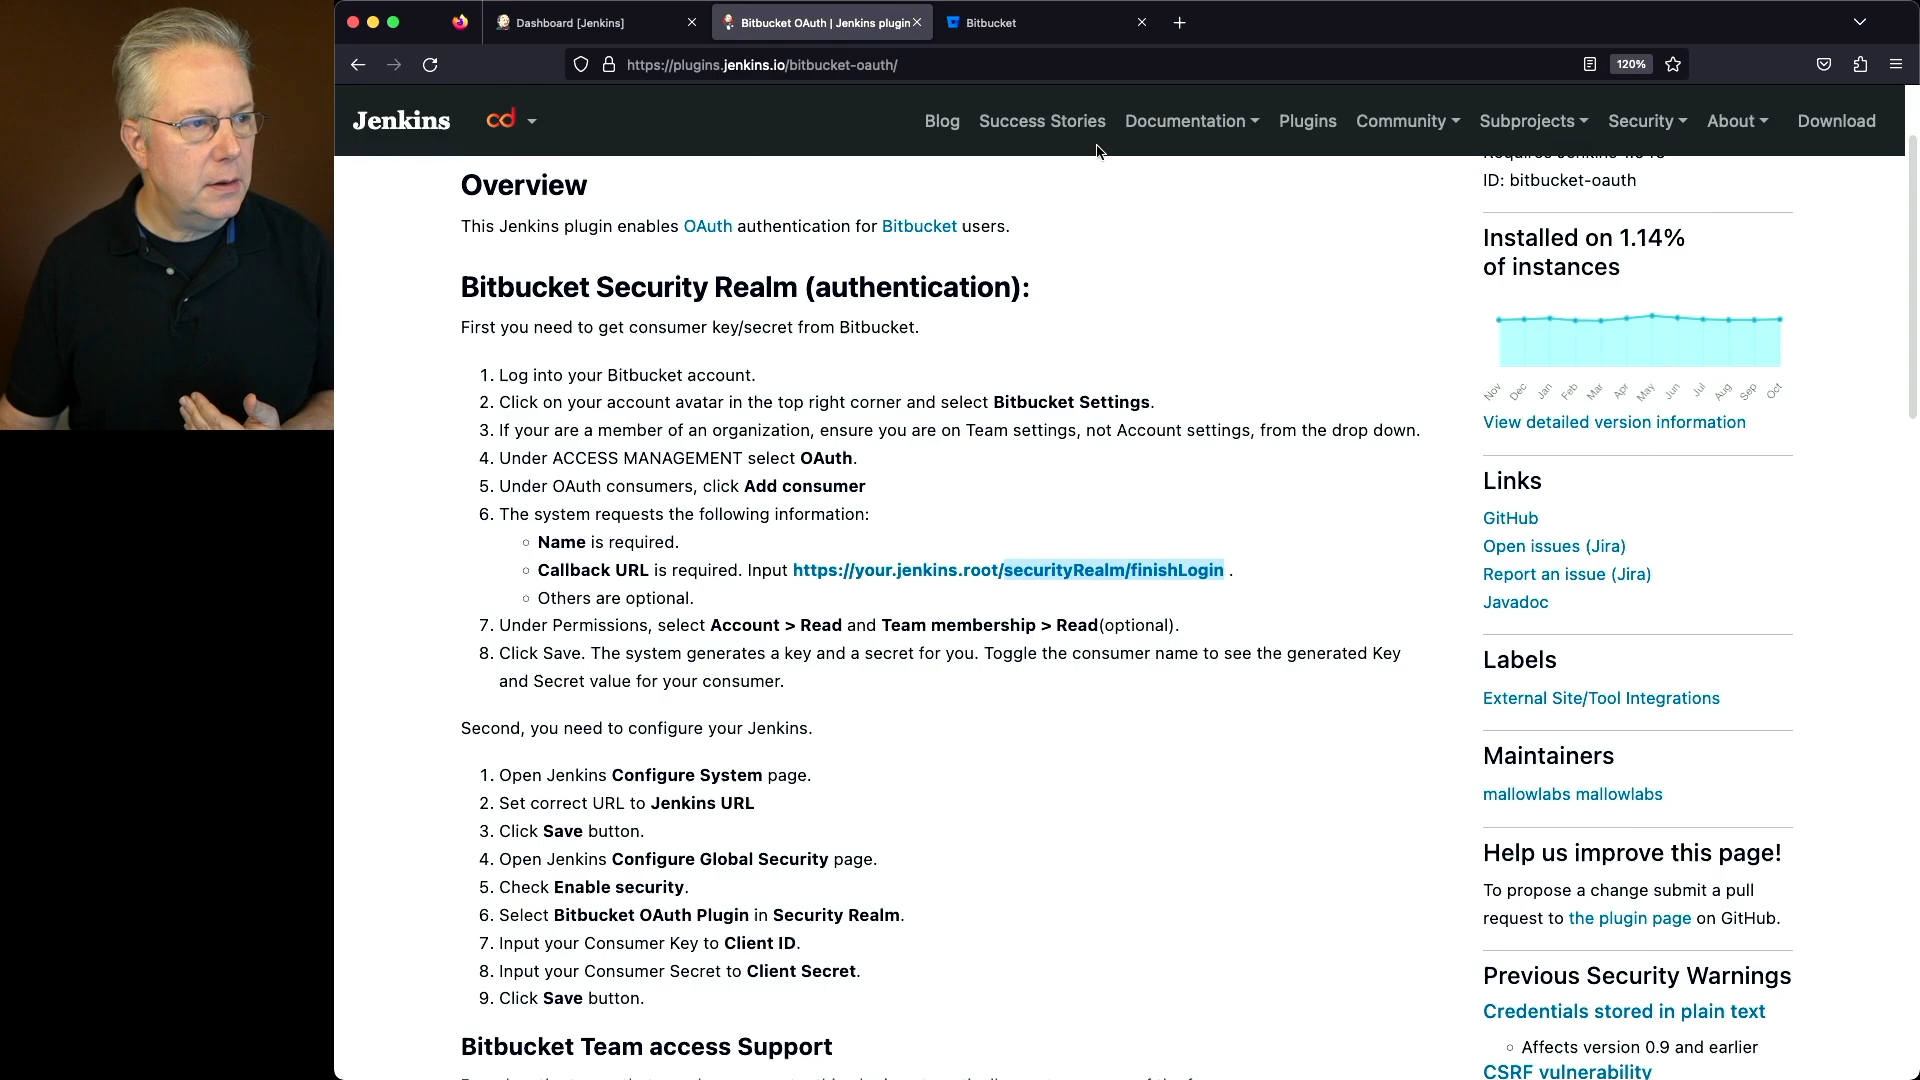 Dashboard [Jenkins]
Bitbucket OAuth | Jenkins plugin
Bitbucket
https://plugins.jenkins.io/bitbucket-oauth/
120%
Jenkins
cd
Blog
Success Stories
Documentation
Plugins
Community
Subprojects
Security
About
Download
Overview
This Jenkins plugin enables OAuth authentication for Bitbucket users.
Bitbucket Security Realm (authentication):
First you need to get consumer key/secret from Bitbucket.
1. Log into your Bitbucket account.
2. Click on your account avatar in the top right corner and select Bitbucket Settings.
3. If your are a member of an organization, ensure you are on Team settings, not Account settings, from the drop down.
4. Under ACCESS MANAGEMENT select OAuth.
5. Under OAuth consumers, click Add consumer
6. The system requests the following information:
Name is required.
Callback URL is required. Input https://your.jenkins.root/securityRealm/finishLogin .
Others are optional.
7. Under Permissions, select Account > Read and Team membership > Read(optional).
8. Click Save. The system generates a key and a secret for you. Toggle the consumer name to see the generated Key
and Secret value for your consumer.
Second, you need to configure your Jenkins.
1. Open Jenkins Configure System page.
2. Set correct URL to Jenkins URL
3. Click Save button.
4. Open Jenkins Configure Global Security page.
5. Check Enable security.
6. Select Bitbucket OAuth Plugin in Security Realm.
7. Input your Consumer Key to Client ID.
8. Input your Consumer Secret to Client Secret.
9. Click Save button.
Bitbucket Team access Support
ID: bitbucket-oauth
Installed on 1.14%
of instances
Nov Dec Jan Feb Mar Apr May Jun Jul Aug Sep Oct
View detailed version information
Links
GitHub
Open issues (Jira)
Report an issue (Jira)
Javadoc
Labels
External Site/Tool Integrations
Maintainers
mallowlabs mallowlabs
Help us improve this page!
To propose a change submit a pull
request to the plugin page on GitHub.
Previous Security Warnings
Credentials stored in plain text
Affects version 0.9 and earlier
CSRF vulnerability